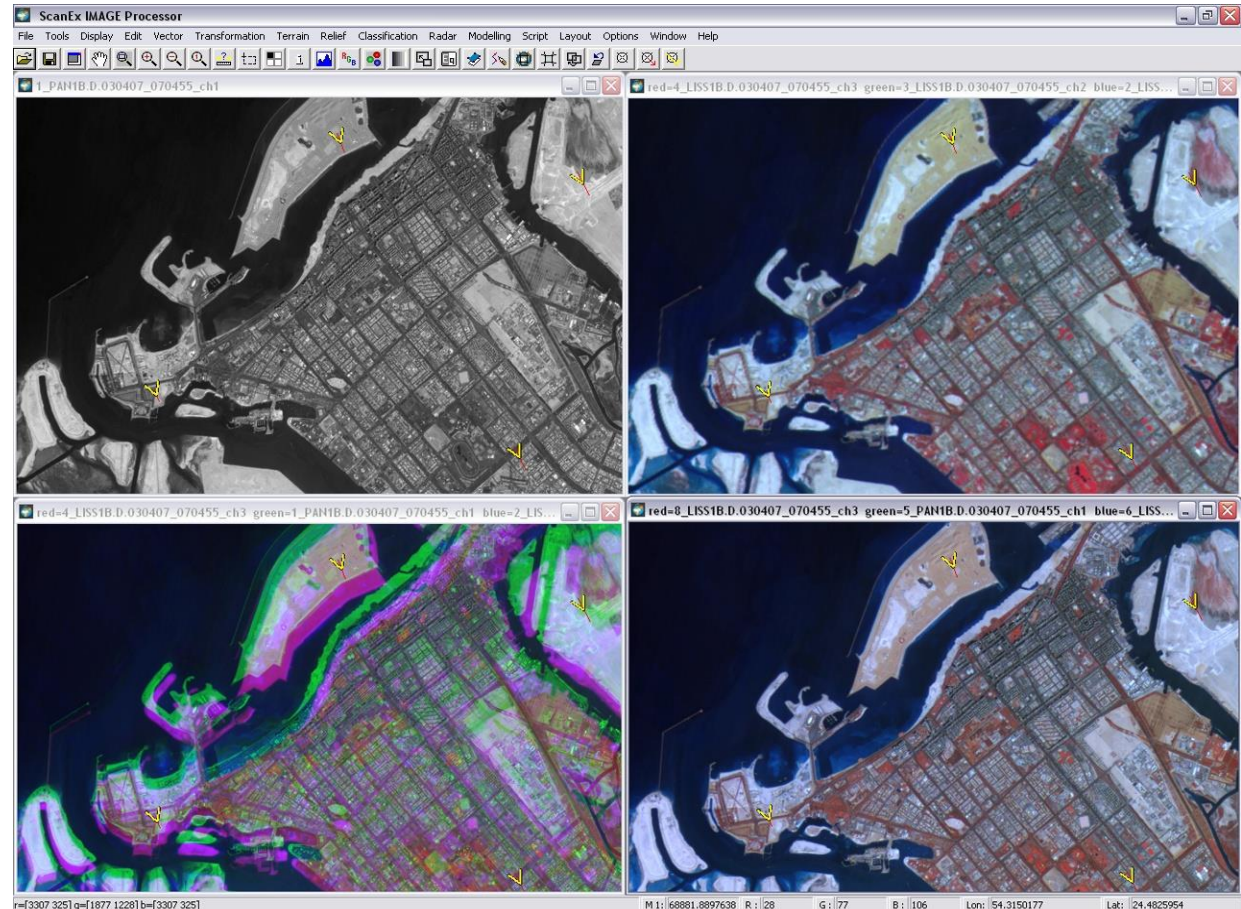 ScanEx IMAGE Processor
File Tools Display Edit Vector Transformation Terrain Relief Classification Radar Modelling Script Layout Options Window Help
1_PAN1B.D.030407_070455_ch1
red=4_LISS1B.D.030407_070455_ch3 green=3_LISS1B.D.030407_070455_ch2 blue=2_LISS...
red=4_LISS1B.D.030407_070455_ch3 green=1_PAN1B.D.030407_070455_ch1 blue=2_LIS...
red=8_LISS1B.D.030407_070455_ch3 green=5_PAN1B.D.030407_070455_ch1 blue=6_LISS...
r=[3307 325] g=[1877 1228] b=[3307 325]
M 1: 68881.8897638 R : 28 G : 77 B : 106 Lon: 54.3150177 Lat: 24.4825954